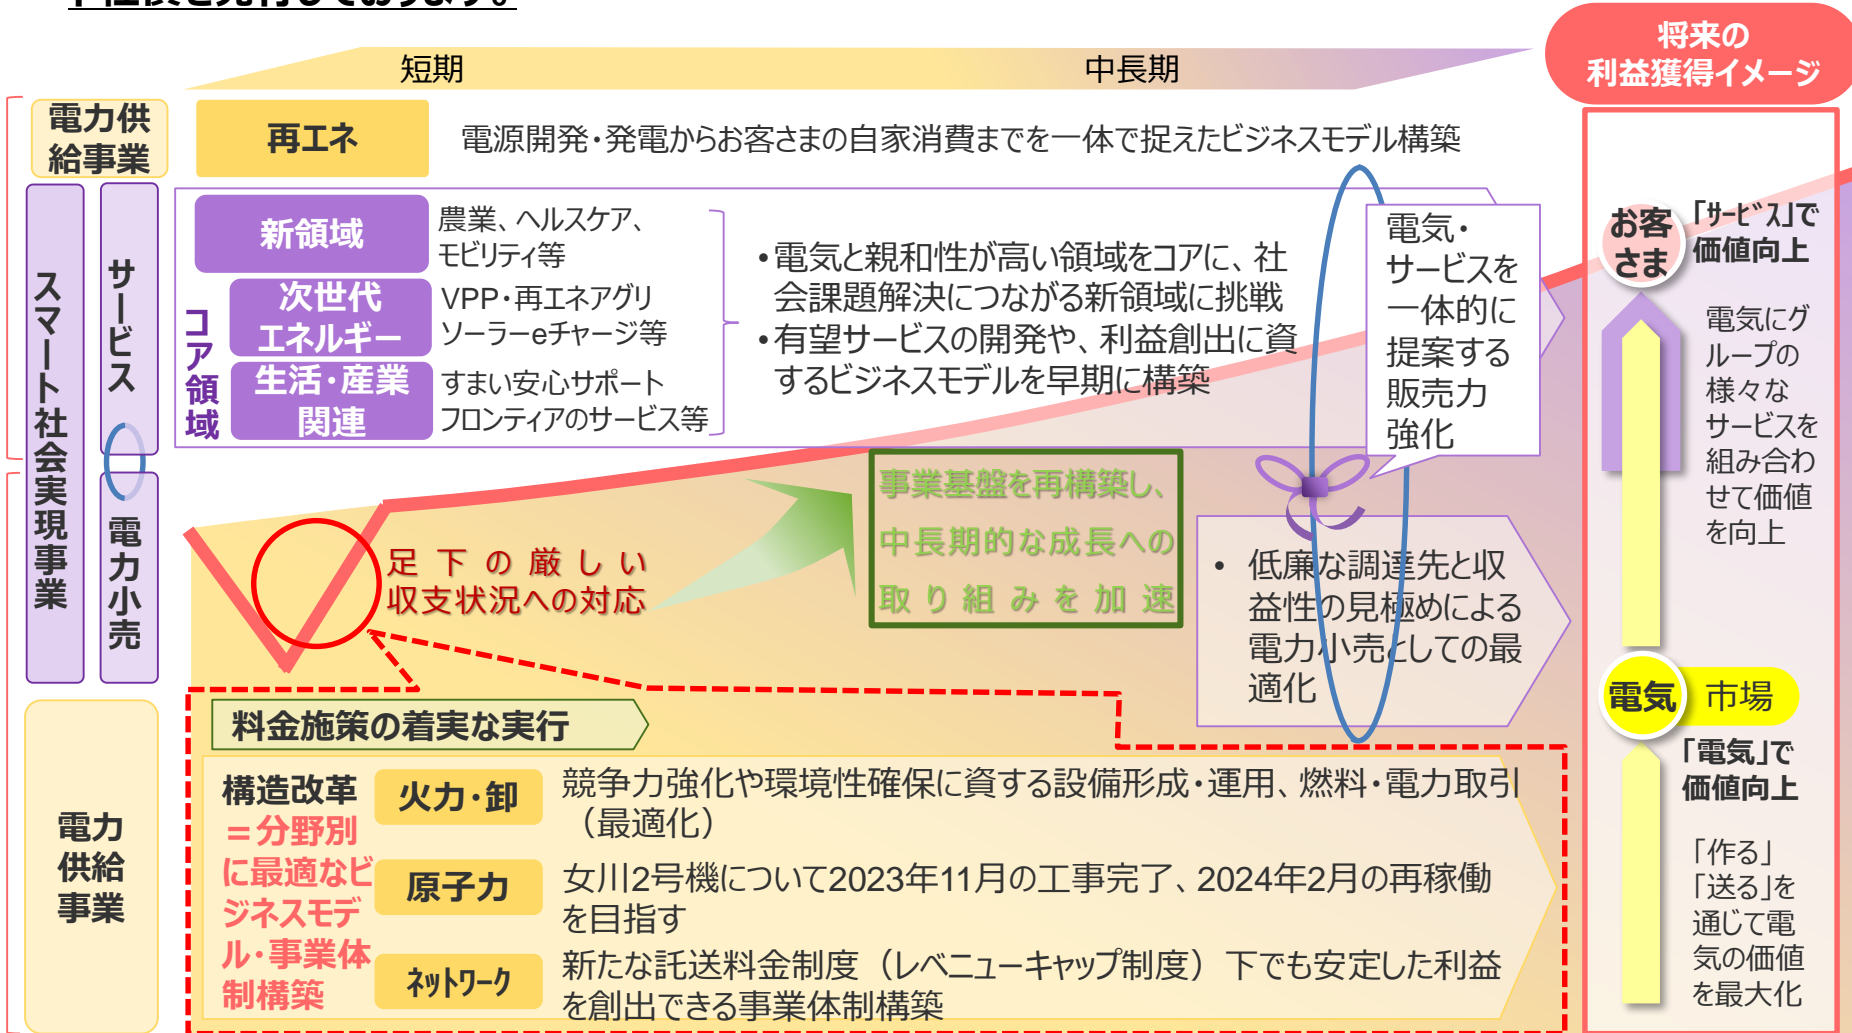 本社債を発行しております。
短期
中長期
将来の
利益獲得イメージ
電力供
給事業
再エネ
電源開発・発電からお客さまの自家消費までを一体で捉えたビジネスモデル構築
スマート社会実現事業
サービス
コア領域
新領域
農業、ヘルスケア、
モビリティ等
次世代
エネルギー
VPP・再エネアグリ
ソーラーeチャージ等
生活・産業
関連
すまい安心サポート
フロンティアのサービス等
•電気と親和性が高い領域をコアに、社
会課題解決につながる新領域に挑戦
•有望サービスの開発や、利益創出に資
するビジネスモデルを早期に構築
電気・
サービスを
一体的に
提案する
販売力
強化
電力小売
足下の厳しい
収支状況への対応
事業基盤を再構築し、
中長期的な成長への
取り組みを加速
• 低廉な調達先と収
益性の見極めによる
電力小売としての最
適化
電力
供給
事業
料金施策の着実な実行
構造改革
＝分野別
に最適なビ
ジネスモデ
ル・事業体
制構築
火力・卸
競争力強化や環境性確保に資する設備形成・運用、燃料・電力取引
（最適化）
原子力
女川2号機について2023年11月の工事完了、2024年2月の再稼働
を目指す
ﾈｯﾄﾜｰｸ
新たな託送料金制度（レベニューキャップ制度）下でも安定した利益
を創出できる事業体制構築
お客
さま
「ｻｰﾋﾞｽ」で
価値向上
電気にグ
ループの
様々な
サービスを
組み合わ
せて価値
を向上
電気
市場
「電気」で
価値向上
「作る」
「送る」を
通じて電
気の価値
を最大化